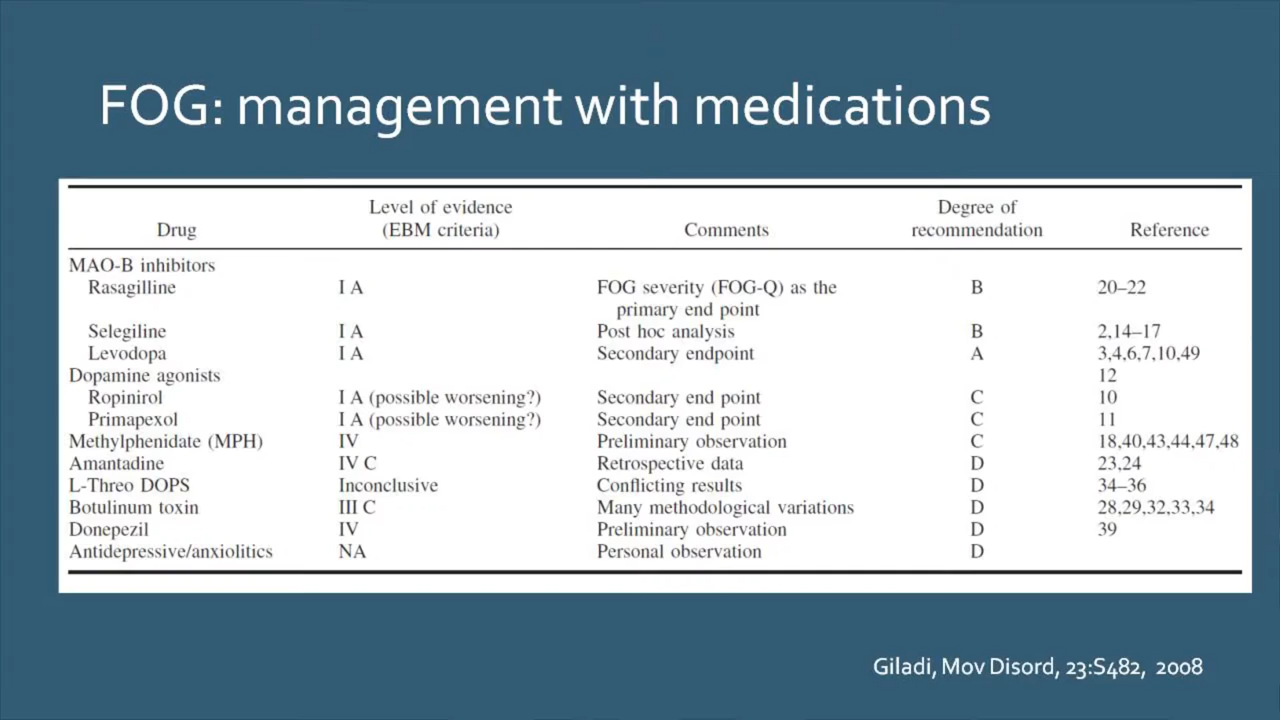 FOG: management with medications
Drug Level of evidence (EBM criteria) Comments Degree of recommendation Reference
MAO-B inhibitors
Rasagilline I A FOG severity (FOG-Q) as the primary end point B 20–22
Selegiline I A Post hoc analysis B 2,14–17
Levodopa I A Secondary endpoint A 3,4,6,7,10,49
Dopamine agonists 12
Ropinirol I A (possible worsening?) Secondary end point C 10
Primapexol I A (possible worsening?) Secondary end point C 11
Methylphenidate (MPH) IV Preliminary observation C 18,40,43,44,47,48
Amantadine IV C Retrospective data D 23,24
L-Threo DOPS Inconclusive Conflicting results D 34–36
Botulinum toxin III C Many methodological variations D 28,29,32,33,34
Donepezil IV Preliminary observation D 39
Antidepressive/anxiolitics NA Personal observation D
Giladi, Mov Disord, 23:S482, 2008